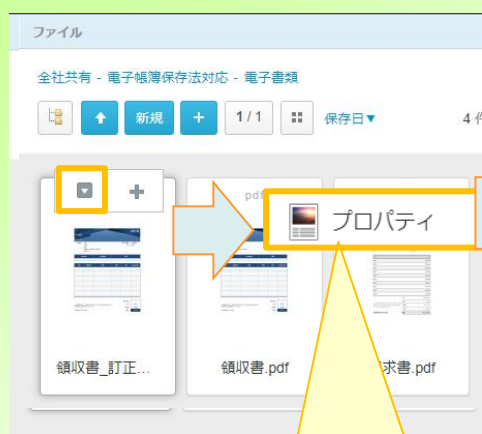 ファイル
全社共有 - 電子帳簿保存法対応 - 電子書類
新規 + 1/1 保存日▼ 4 件
+
pdf
プロパティ
領収書_訂正... 領収書.pdf 求書.pdf